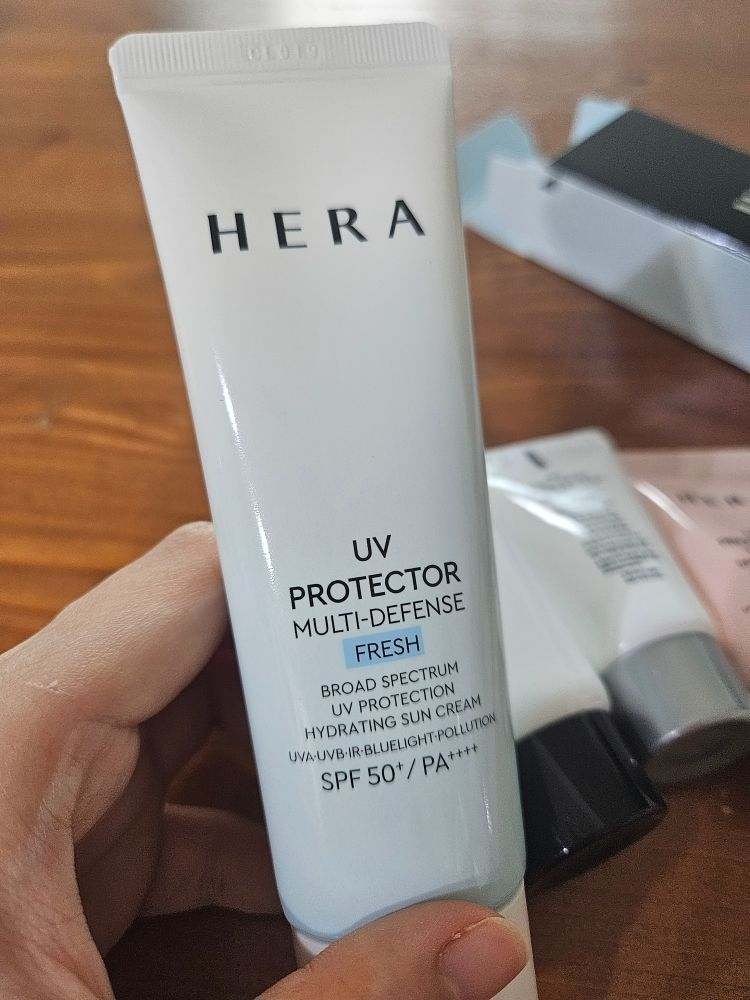 HERA
UV
PROTECTOR
MULTI-DEFENSE
FRESH
BROAD SPECTRUM
UV PROTECTION
HYDRATING SUN CREAM
UVA·UVB·IR·BLUELIGHT·POLLUTION
SPF 50+/ PA++++